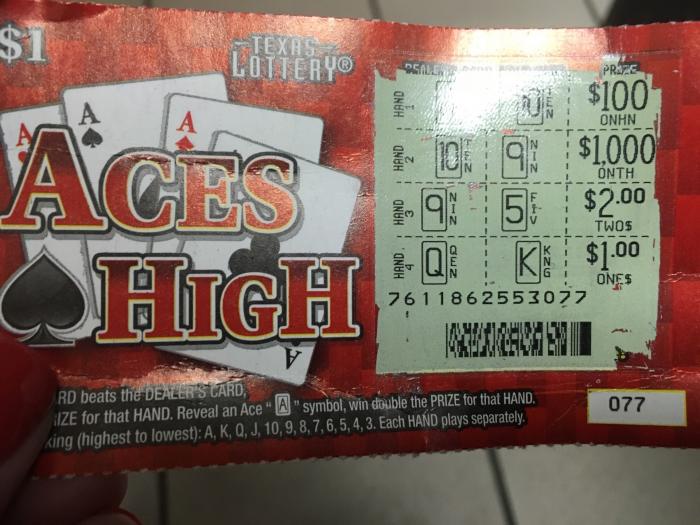 $1
TEXAS
LOTTERY®
A
A
A
ACES
HIGH
A
PRIZE
HAND 1 10 TEN $100
ONHN
HAND 2 10 TEN 9 NIN $1,000
ONTH
HAND 3 9 NIN 5 FIV $2.00
TWO$
HAND 4 Q QEN K KNG $1.00
ONE$
7611862553077
RD beats the DEALER'S CARD,
IZE for that HAND. Reveal an Ace "A" symbol, win double the PRIZE for that HAND.
king (highest to lowest): A, K, Q, J, 10, 9, 8, 7, 6, 5, 4, 3. Each HAND plays separately.
077